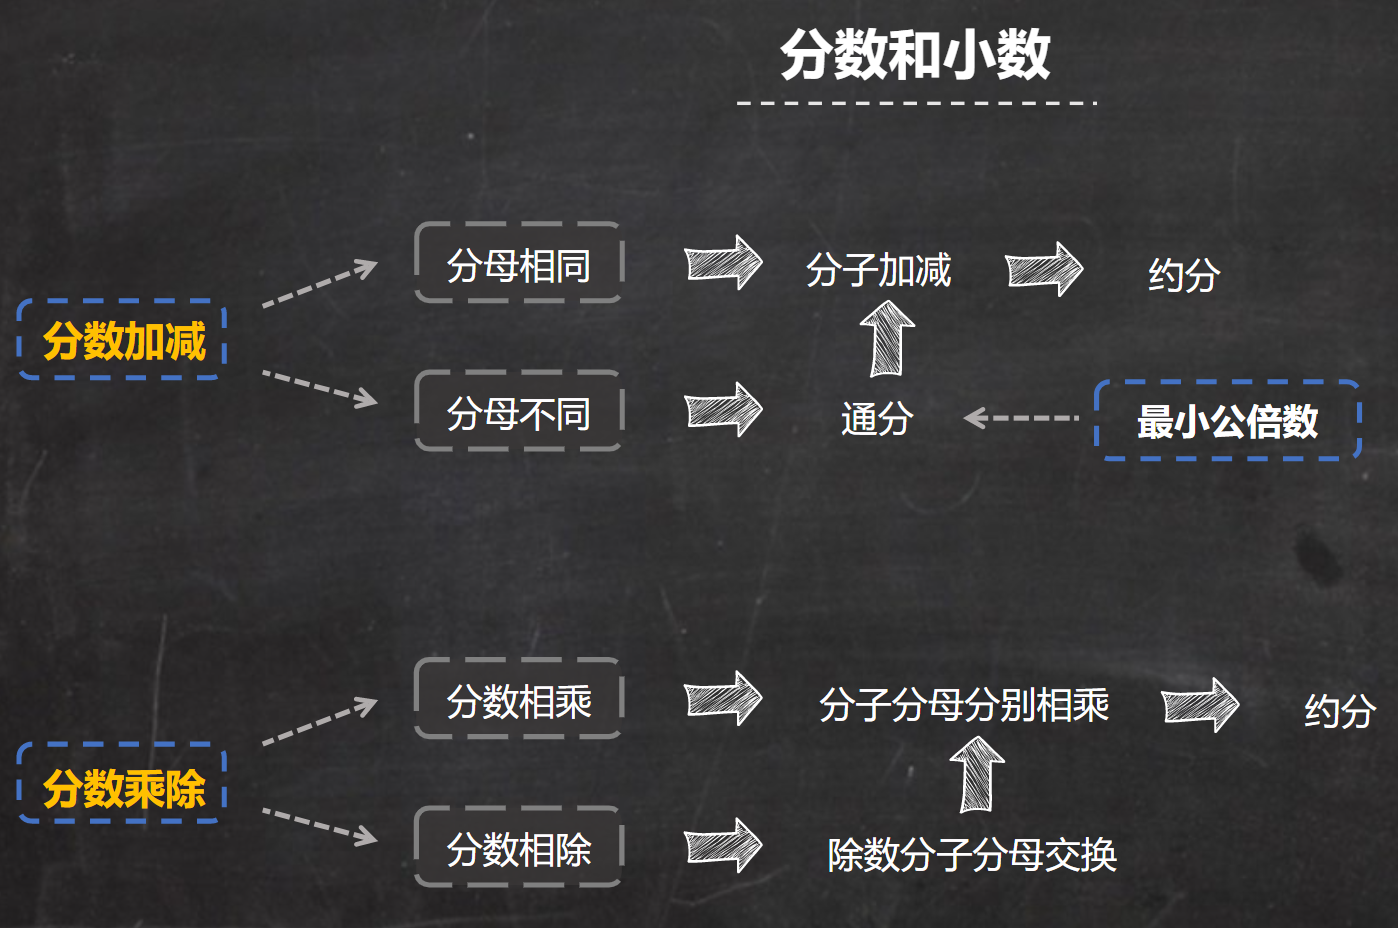 分数和小数
分母相同
分子加减
约分
分数加减
分母不同
通分
最小公倍数
分数相乘
分子分母分别相乘
约分
分数乘除
分数相除
除数分子分母交换